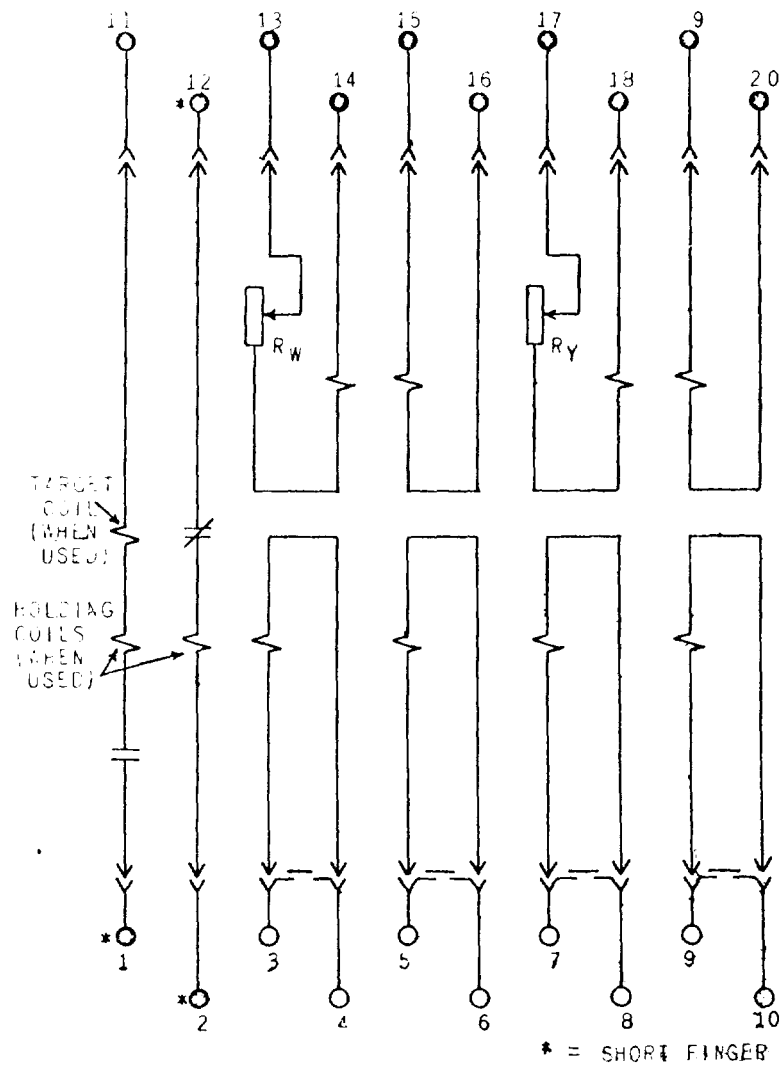 11 13 15 17 9
* 12 14 16 18 20
R W R Y
TARGET
COIL
(WHEN
USED)
HOLDING
COILS
(WHEN
USED)
* 1 3 5 7 9
* 2 4 6 8 10
* = SHORT FINGER